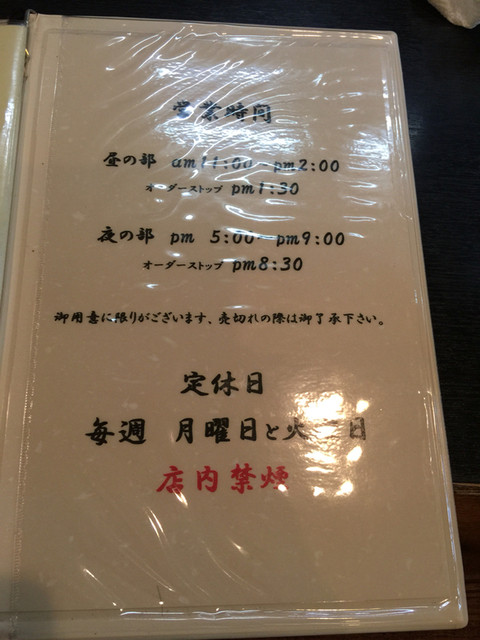 営業時間
昼の部 am11:00〜pm2:00
オーダーストップ pm1:30
夜の部 pm 5:00〜pm9:00
オーダーストップ pm8:30
御用意に限りがございます、売切れの際は御了承下さい。
定休日
毎週 月曜日と火曜日
店内禁煙